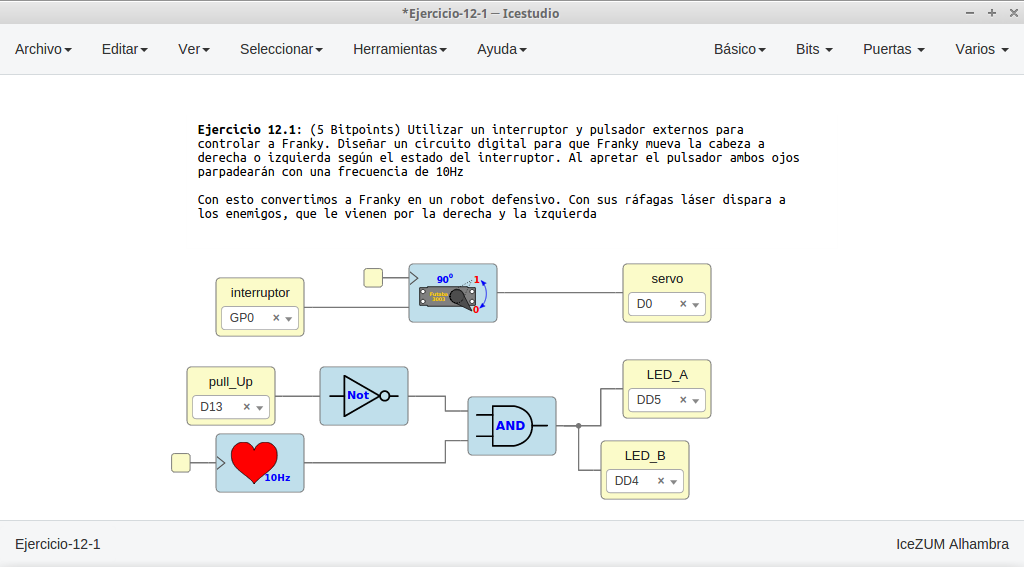 *Ejercicio-12-1 ─ Icestudio
Archivo Editar Ver Seleccionar Herramientas Ayuda Básico Bits Puertas Varios
Ejercicio 12.1: (5 Bitpoints) Utilizar un interruptor y pulsador externos para
controlar a Franky. Diseñar un circuito digital para que Franky mueva la cabeza a
derecha o izquierda según el estado del interruptor. Al apretar el pulsador ambos ojos
parpadearán con una frecuencia de 10Hz
Con esto convertimos a Franky en un robot defensivo. Con sus ráfagas láser dispara a
los enemigos, que le vienen por la derecha y la izquierda
interruptor
GP0
90º
1
Futaba
3003
0
servo
D0
pull_Up
D13
Not
AND
LED_A
DD5
10Hz
LED_B
DD4
Ejercicio-12-1
IceZUM Alhambra